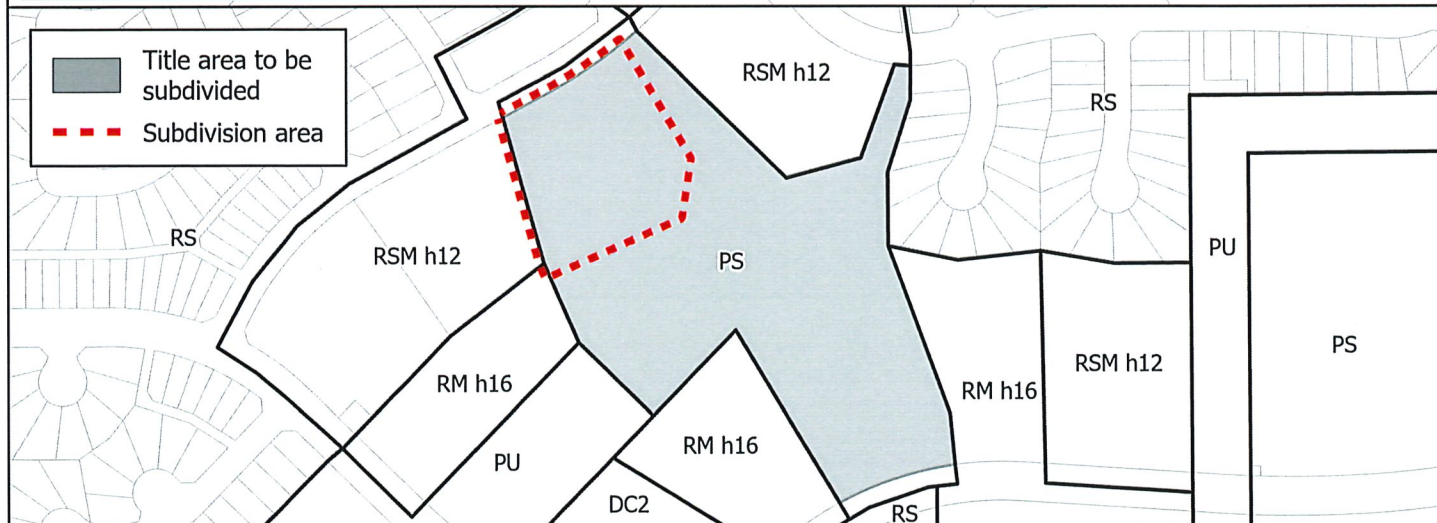 Title area to be
subdivided
Subdivision area
RSM h12
RS
RS
RSM h12
PU
PS
PS
RSM h12
RM h16
RM h16
RM h16
PU
DC2
RS